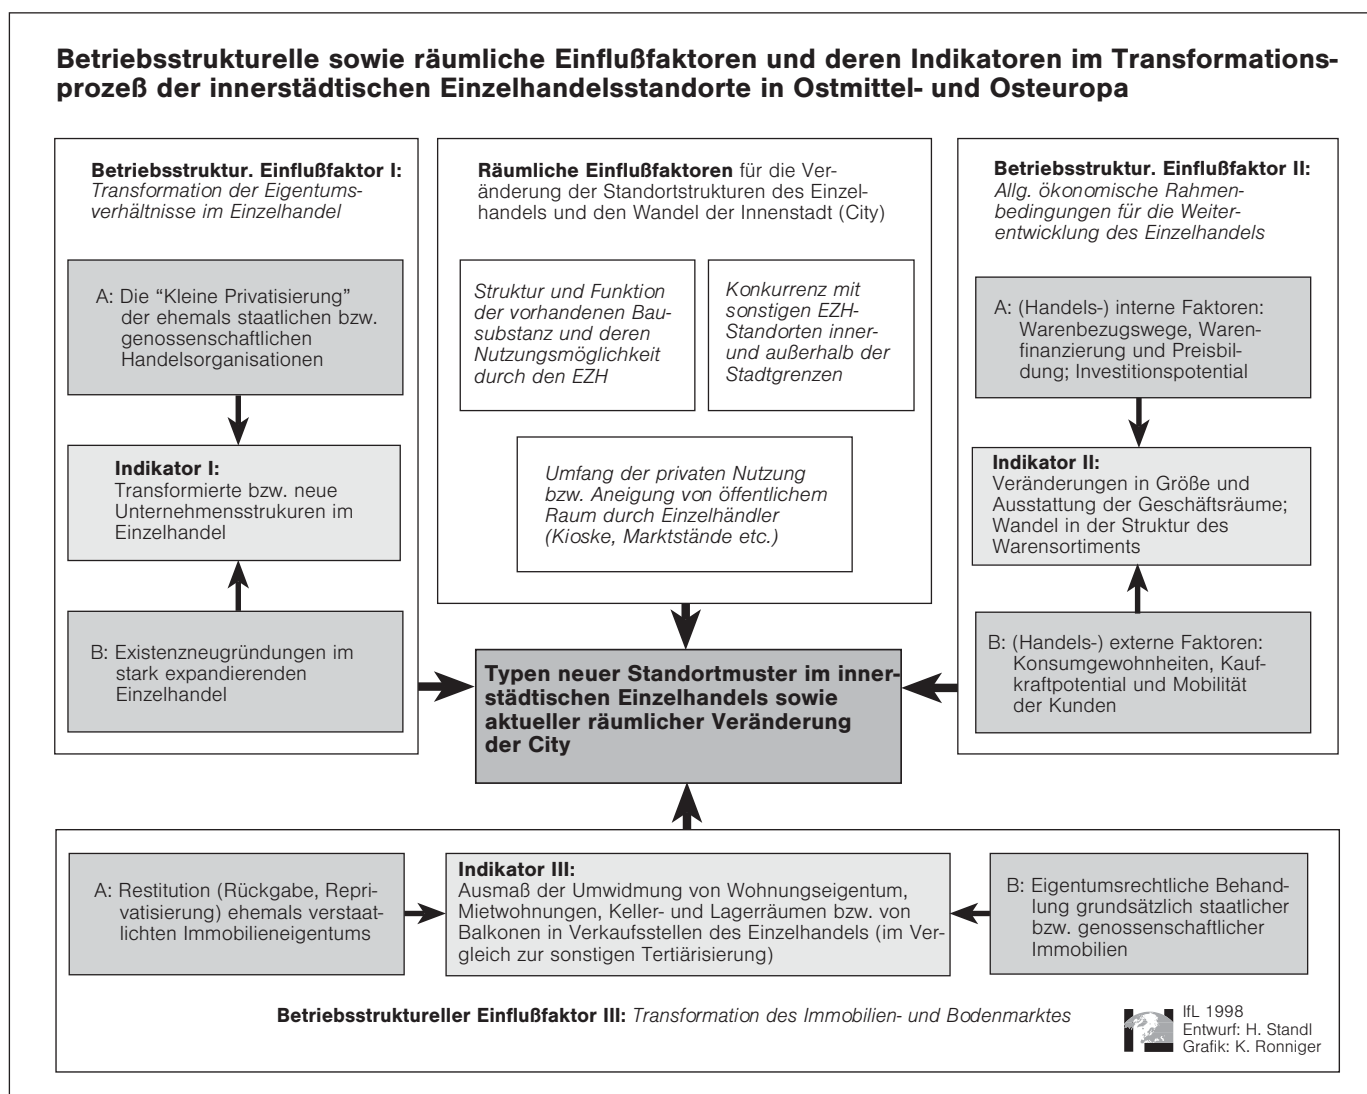 Betriebsstrukturelle sowie räumliche Einflußfaktoren und deren Indikatoren im Transformations-
prozeß der innerstädtischen Einzelhandelsstandorte in Ostmittel- und Osteuropa
Betriebsstruktur. Einflußfaktor I:
Transformation der Eigentums-
verhältnisse im Einzelhandel
A: Die “Kleine Privatisierung”
der ehemals staatlichen bzw.
genossenschaftlichen
Handelsorganisationen
Indikator I:
Transformierte bzw. neue
Unternehmensstrukuren im
Einzelhandel
B: Existenzneugründungen im
stark expandierenden
Einzelhandel
Räumliche Einflußfaktoren für die Ver-
änderung der Standortstrukturen des Einzel-
handels und den Wandel der Innenstadt (City)
Struktur und Funktion
der vorhandenen Bau-
substanz und deren
Nutzungsmöglichkeit
durch den EZH
Konkurrenz mit
sonstigen EZH-
Standorten inner-
und außerhalb der
Stadtgrenzen
Umfang der privaten Nutzung
bzw. Aneigung von öffentlichem
Raum durch Einzelhändler
(Kioske, Marktstände etc.)
Betriebsstruktur. Einflußfaktor II:
Allg. ökonomische Rahmen-
bedingungen für die Weiter-
entwicklung des Einzelhandels
A: (Handels-) interne Faktoren:
Warenbezugswege, Waren-
finanzierung und Preisbil-
dung; Investitionspotential
Indikator II:
Veränderungen in Größe und
Ausstattung der Geschäftsräume;
Wandel in der Struktur des
Warensortiments
B: (Handels-) externe Faktoren:
Konsumgewohnheiten, Kauf-
kraftpotential und Mobilität
der Kunden
Typen neuer Standortmuster im inner-
städtischen Einzelhandels sowie
aktueller räumlicher Veränderung
der City
A: Restitution (Rückgabe, Repri-
vatisierung) ehemals verstaat-
lichten Immobilieneigentums
Indikator III:
Ausmaß der Umwidmung von Wohnungseigentum,
Mietwohnungen, Keller- und Lagerräumen bzw. von
Balkonen in Verkaufsstellen des Einzelhandels (im Ver-
gleich zur sonstigen Tertiärisierung)
B: Eigentumsrechtliche Behand-
lung grundsätzlich staatlicher
bzw. genossenschaftlicher
Immobilien
Betriebsstruktureller Einflußfaktor III: Transformation des Immobilien- und Bodenmarktes
IfL 1998
Entwurf: H. Standl
Grafik: K. Ronniger